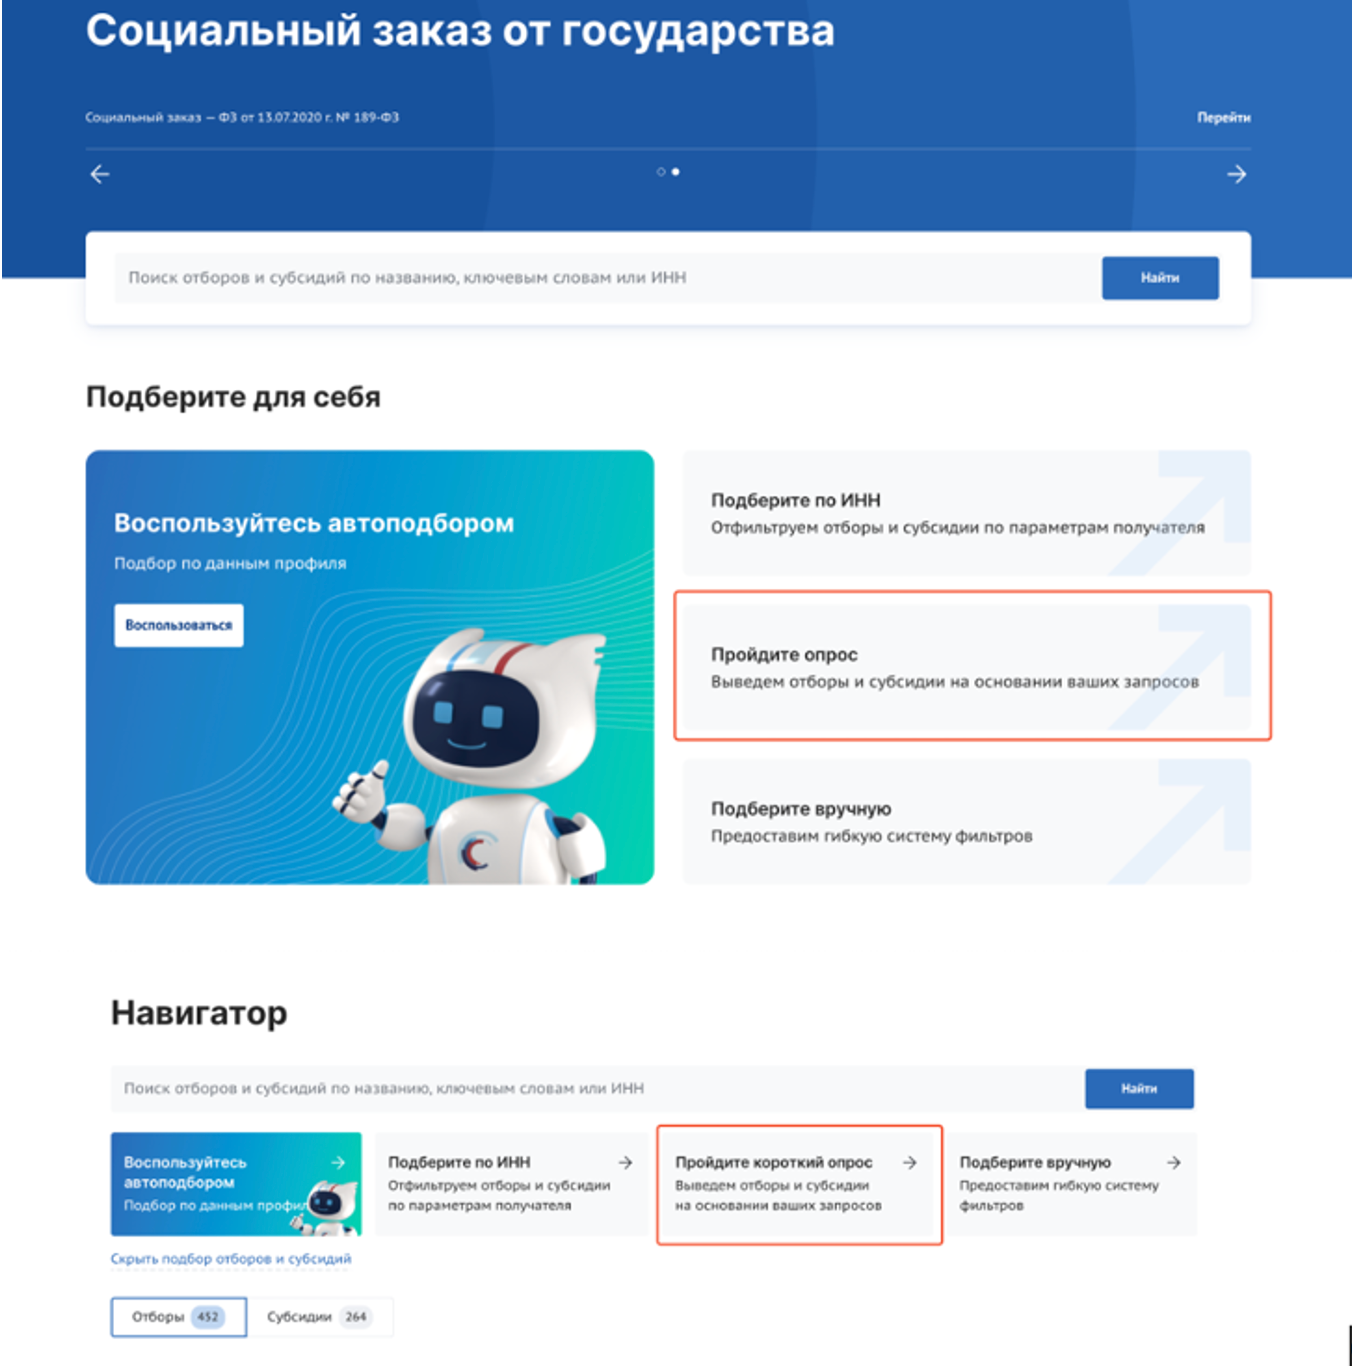 Социальный заказ от государства
Социальный заказ — ФЗ от 13.07.2020 г. № 189-ФЗ
Перейти
Поиск отборов и субсидий по названию, ключевым словам или ИНН
Найти
Подберите для себя
Воспользуйтесь автоподбором
Подбор по данным профиля
Воспользоваться
Подберите по ИНН
Отфильтруем отборы и субсидии по параметрам получателя
Пройдите опрос
Выведем отборы и субсидии на основании ваших запросов
Подберите вручную
Предоставим гибкую систему фильтров
Навигатор
Поиск отборов и субсидий по названию, ключевым словам или ИНН
Найти
Воспользуйтесь
автоподбором
Подбор по данным профил
Подберите по ИНН
Отфильтруем отборы и субсидии
по параметрам получателя
Пройдите короткий опрос
Выведем отборы и субсидии
на основании ваших запросов
Подберите вручную
Предоставим гибкую систему
фильтров
Скрыть подбор отборов и субсидий
Отборы 452
Субсидии 264